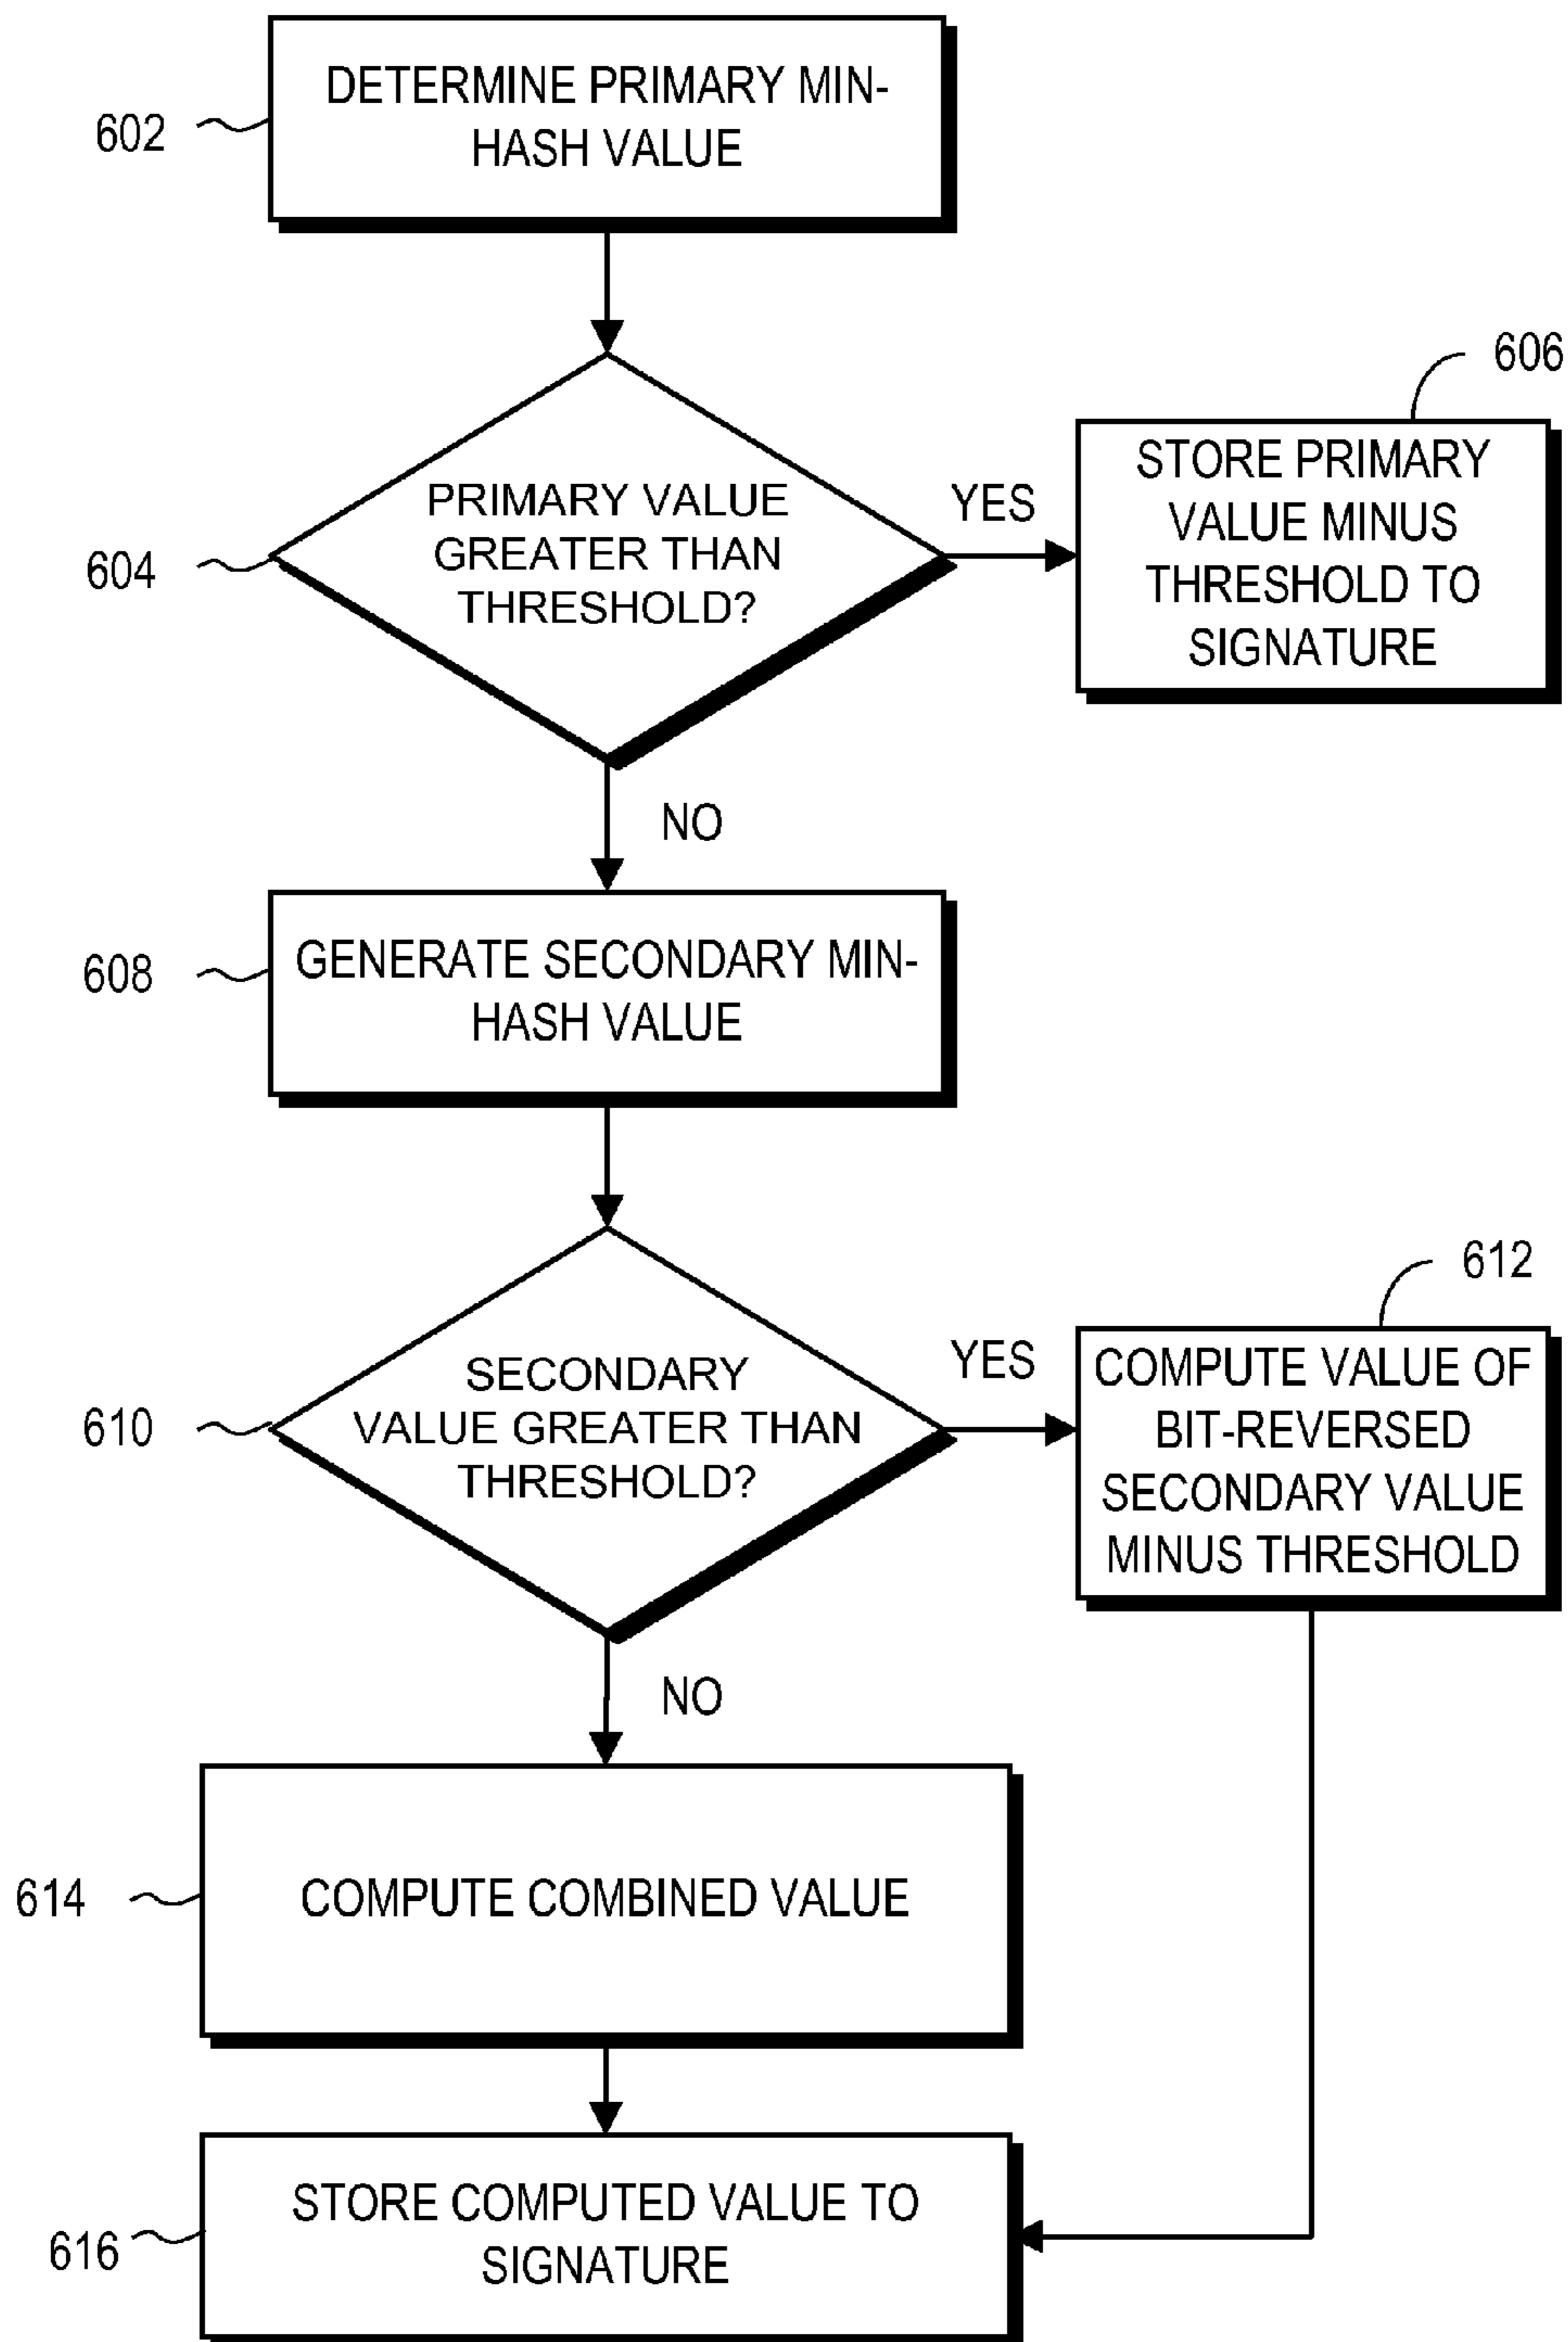 DETERMINE PRIMARY MIN-
HASH VALUE
602
606
STORE PRIMARY
VALUE MINUS
THRESHOLD TO
SIGNATURE
PRIMARY VALUE
GREATER THAN
THRESHOLD?
YES
604
NO
GENERATE SECONDARY MIN-
HASH VALUE
608
612
COMPUTE VALUE OF
BIT-REVERSED
SECONDARY VALUE
MINUS THRESHOLD
SECONDARY
VALUE GREATER THAN
THRESHOLD?
YES
610
NO
614
COMPUTE COMBINED VALUE
STORE COMPUTED VALUE TO
SIGNATURE
616